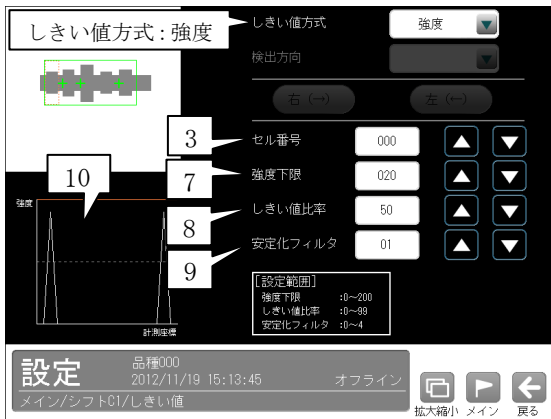 しきい値方式：強度
しきい値方式
強度
検出方向
右 (→)
左 (←)
3
セル番号
000
10
7
強度下限
020
強度
8
しきい値比率
50
9
安定化フィルタ
01
[設定範囲]
強度下限 :0~200
しきい値比率 :0~99
安定化フィルタ :0~4
計測座標
設定
品種000
2012/11/19 15:13:45
オフライン
メイン/シフトC1/しきい値
拡大縮小
メイン
戻る